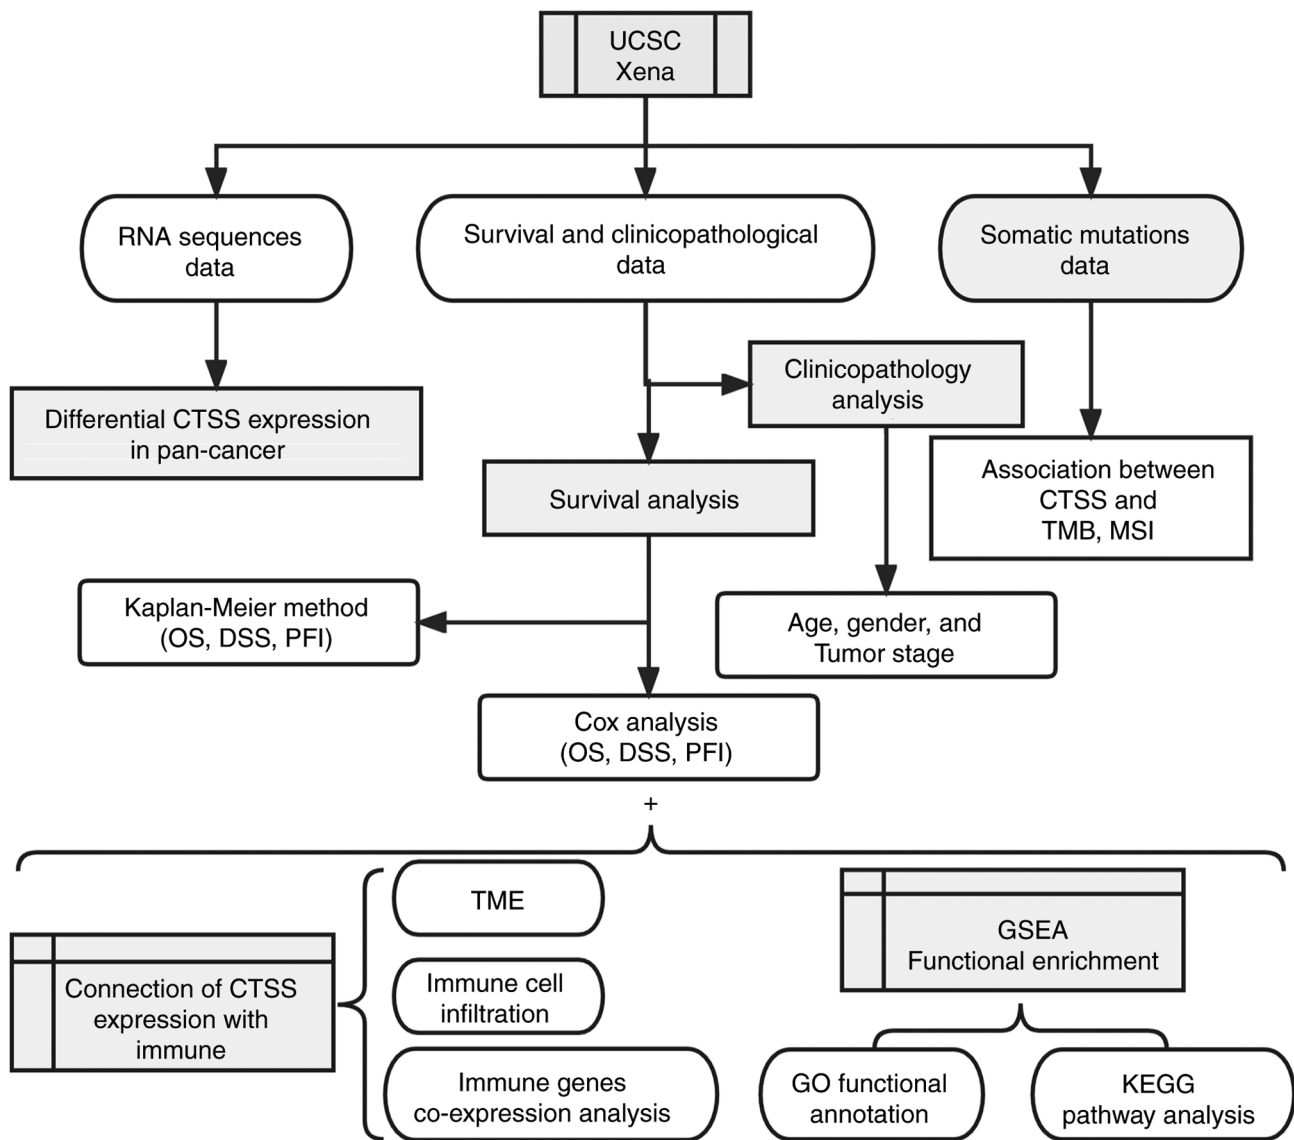 UCSC
Xena
RNA sequences
data
Survival and clinicopathological
data
Somatic mutations
data
Differential CTSS expression
in pan-cancer
Clinicopathology
analysis
Survival analysis
Association between
CTSS and
TMB, MSI
Kaplan-Meier method
(OS, DSS, PFI)
Age, gender, and
Tumor stage
Cox analysis
(OS, DSS, PFI)
+
Connection of CTSS
expression with
immune
TME
Immune cell
infiltration
Immune genes
co-expression analysis
GSEA
Functional enrichment
GO functional
annotation
KEGG
pathway analysis